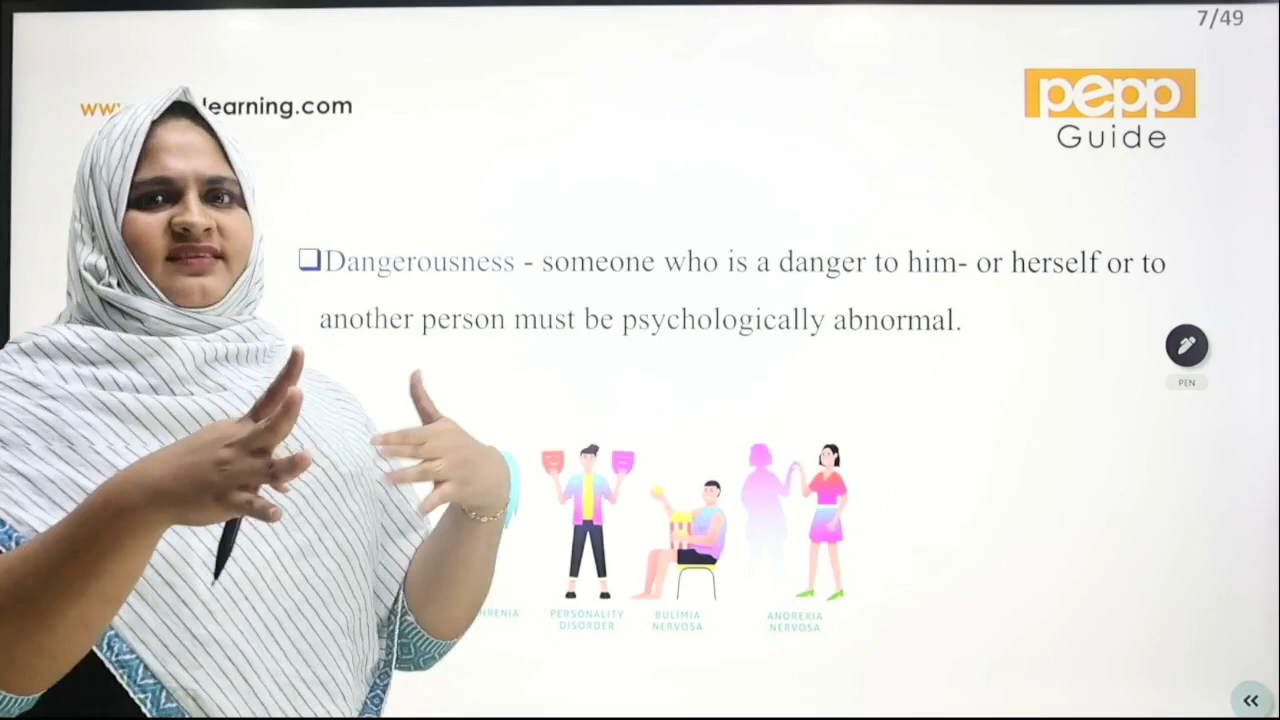 7/49
learning.com
pepp
Guide
Dangerousness - someone who is a danger to him- or herself or to
another person must be psychologically abnormal.
PEN
PERSONALITY
DISORDER
BULIMIA
NERVOSA
ANOREXIA
NERVOSA